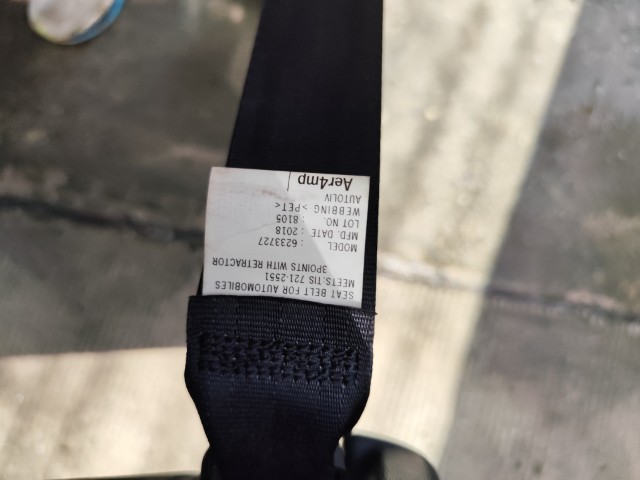 SEAT BELT FOR AUTOMOBILES
MEETS: TIS 721-2551
3POINTS WITH RETRACTOR
MODEL : 6233727
MFD. DATE : 2018
LOT NO. : 8105
WEBBING >PET<
AUTOLIV
Aer4mp